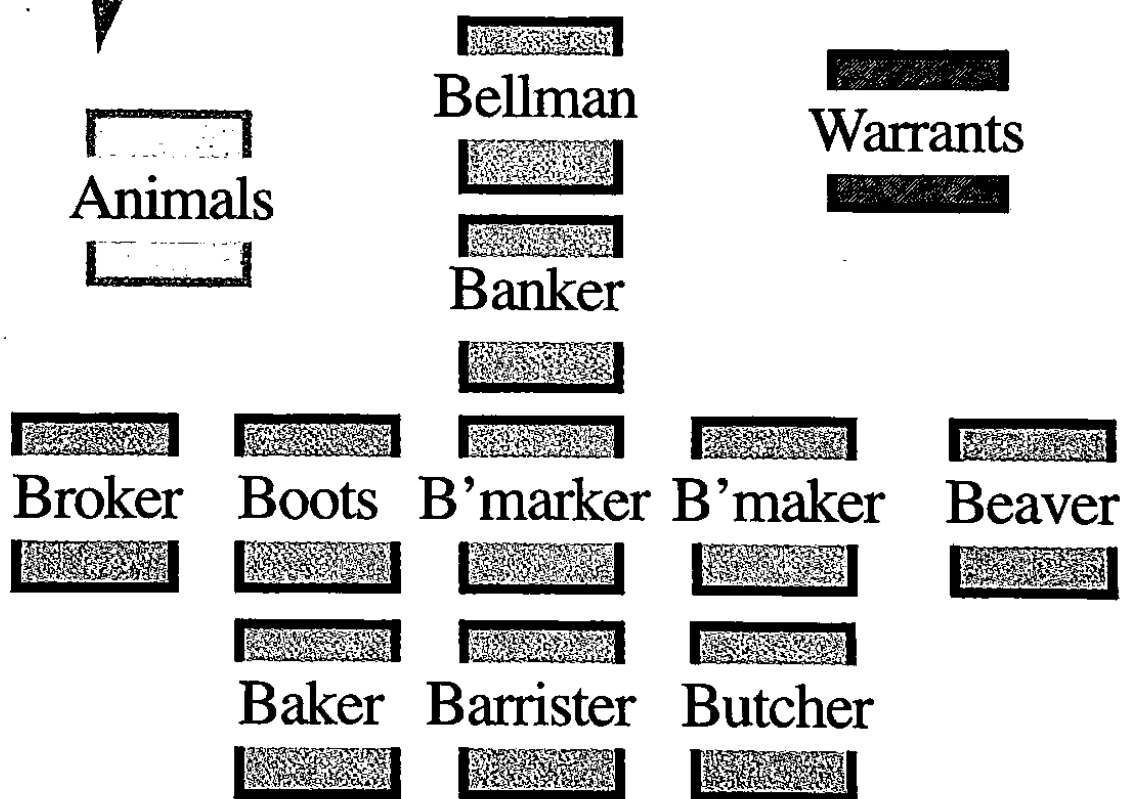 Bellman
Warrants
Animals
Banker
Broker Boots B’marker B’maker Beaver
Baker Barrister Butcher